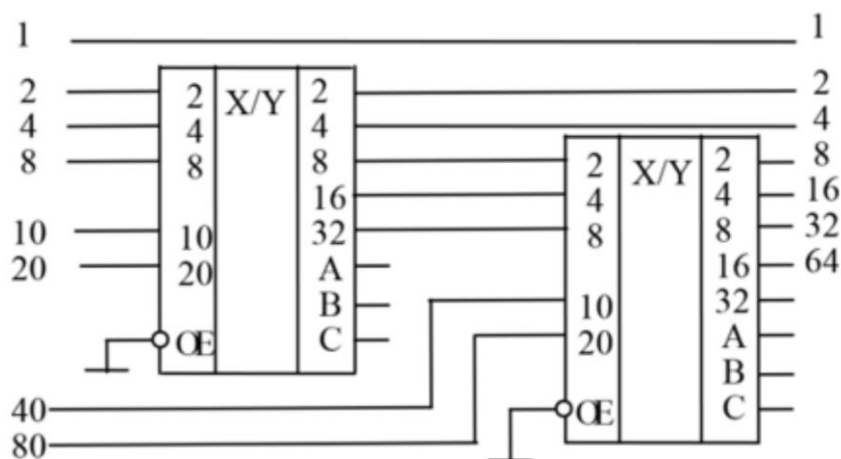 1 1
2 2 X/Y 2 2
4 4 4 4
8 8 8 2 X/Y 2 8
16 4 4 16
10 10 32 8 8 32
20 20 A 16 64
B 10 32
OE C 20 A
B
40 OE C
80